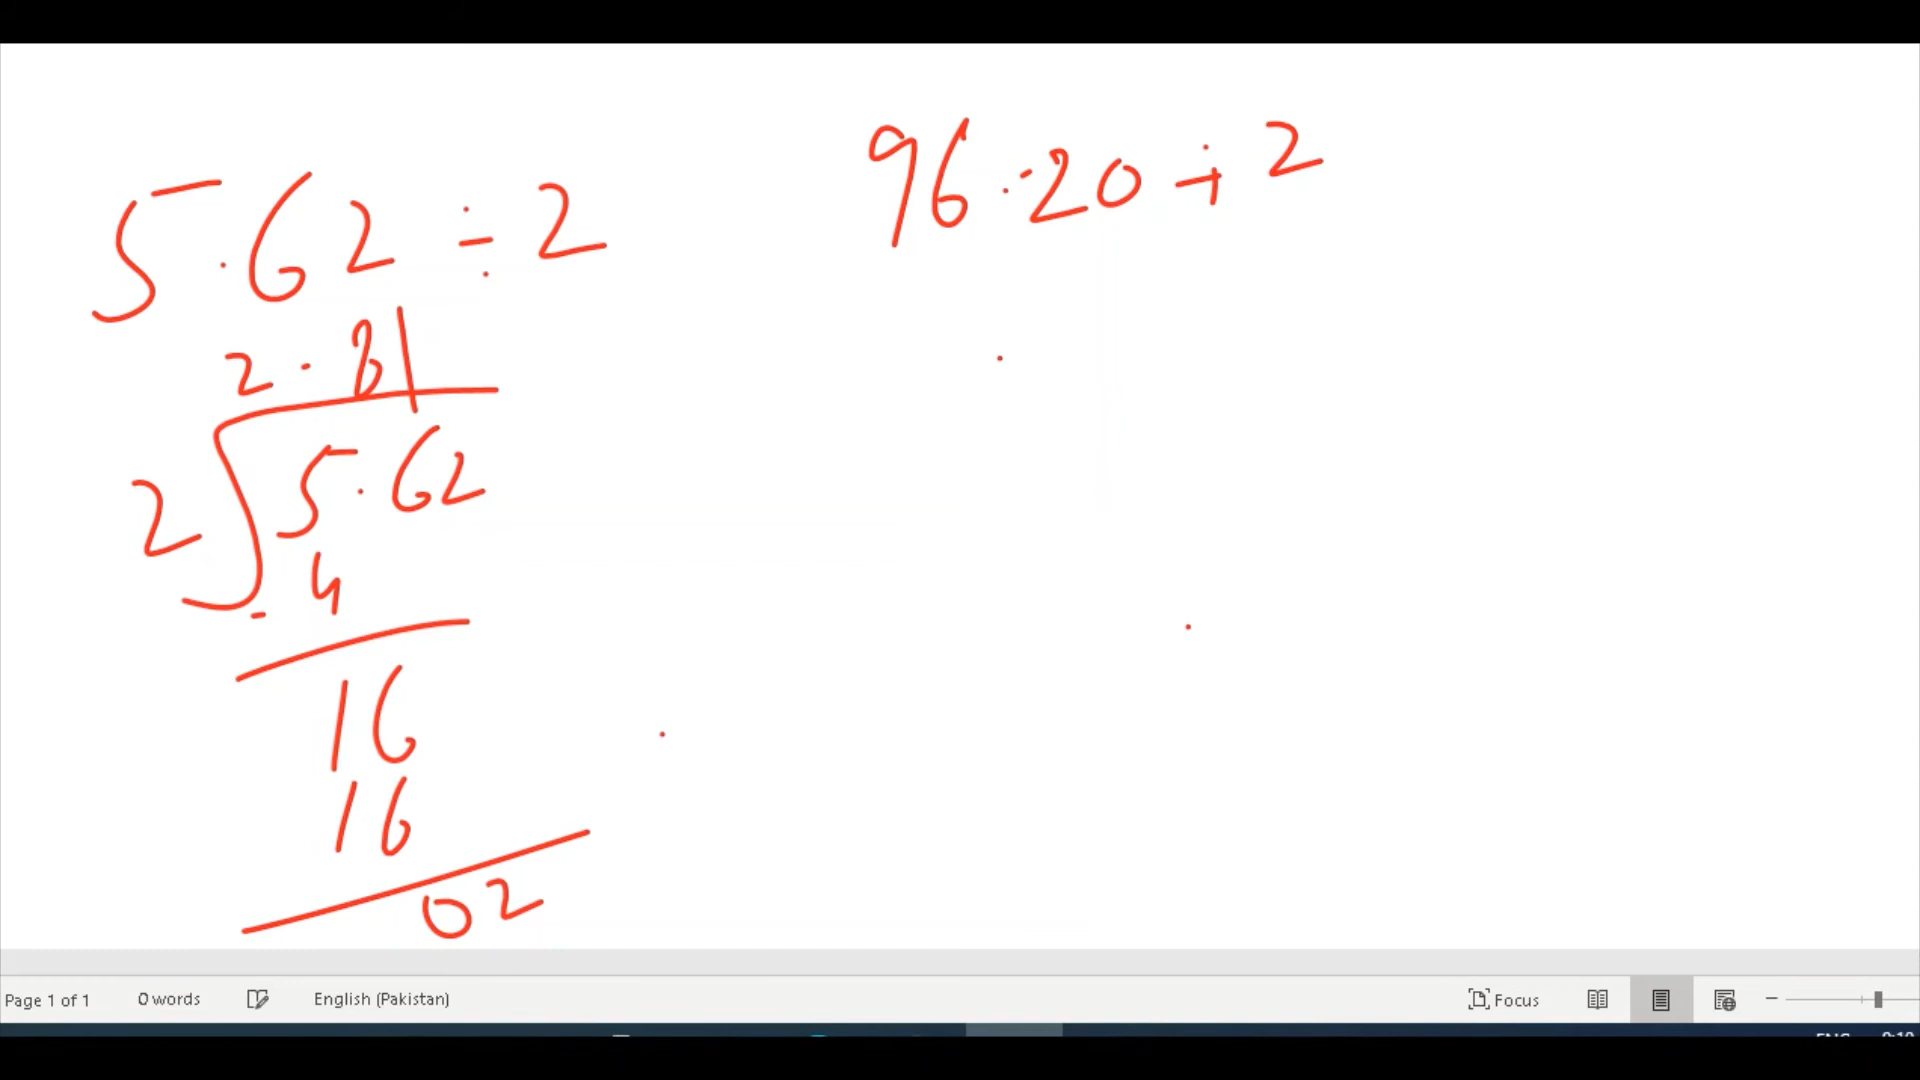 5.62 ÷ 2
2.81
2 5.62
4
16
16
02
96.20 ÷ 2
Page 1 of 1 0 words English (Pakistan) Focus